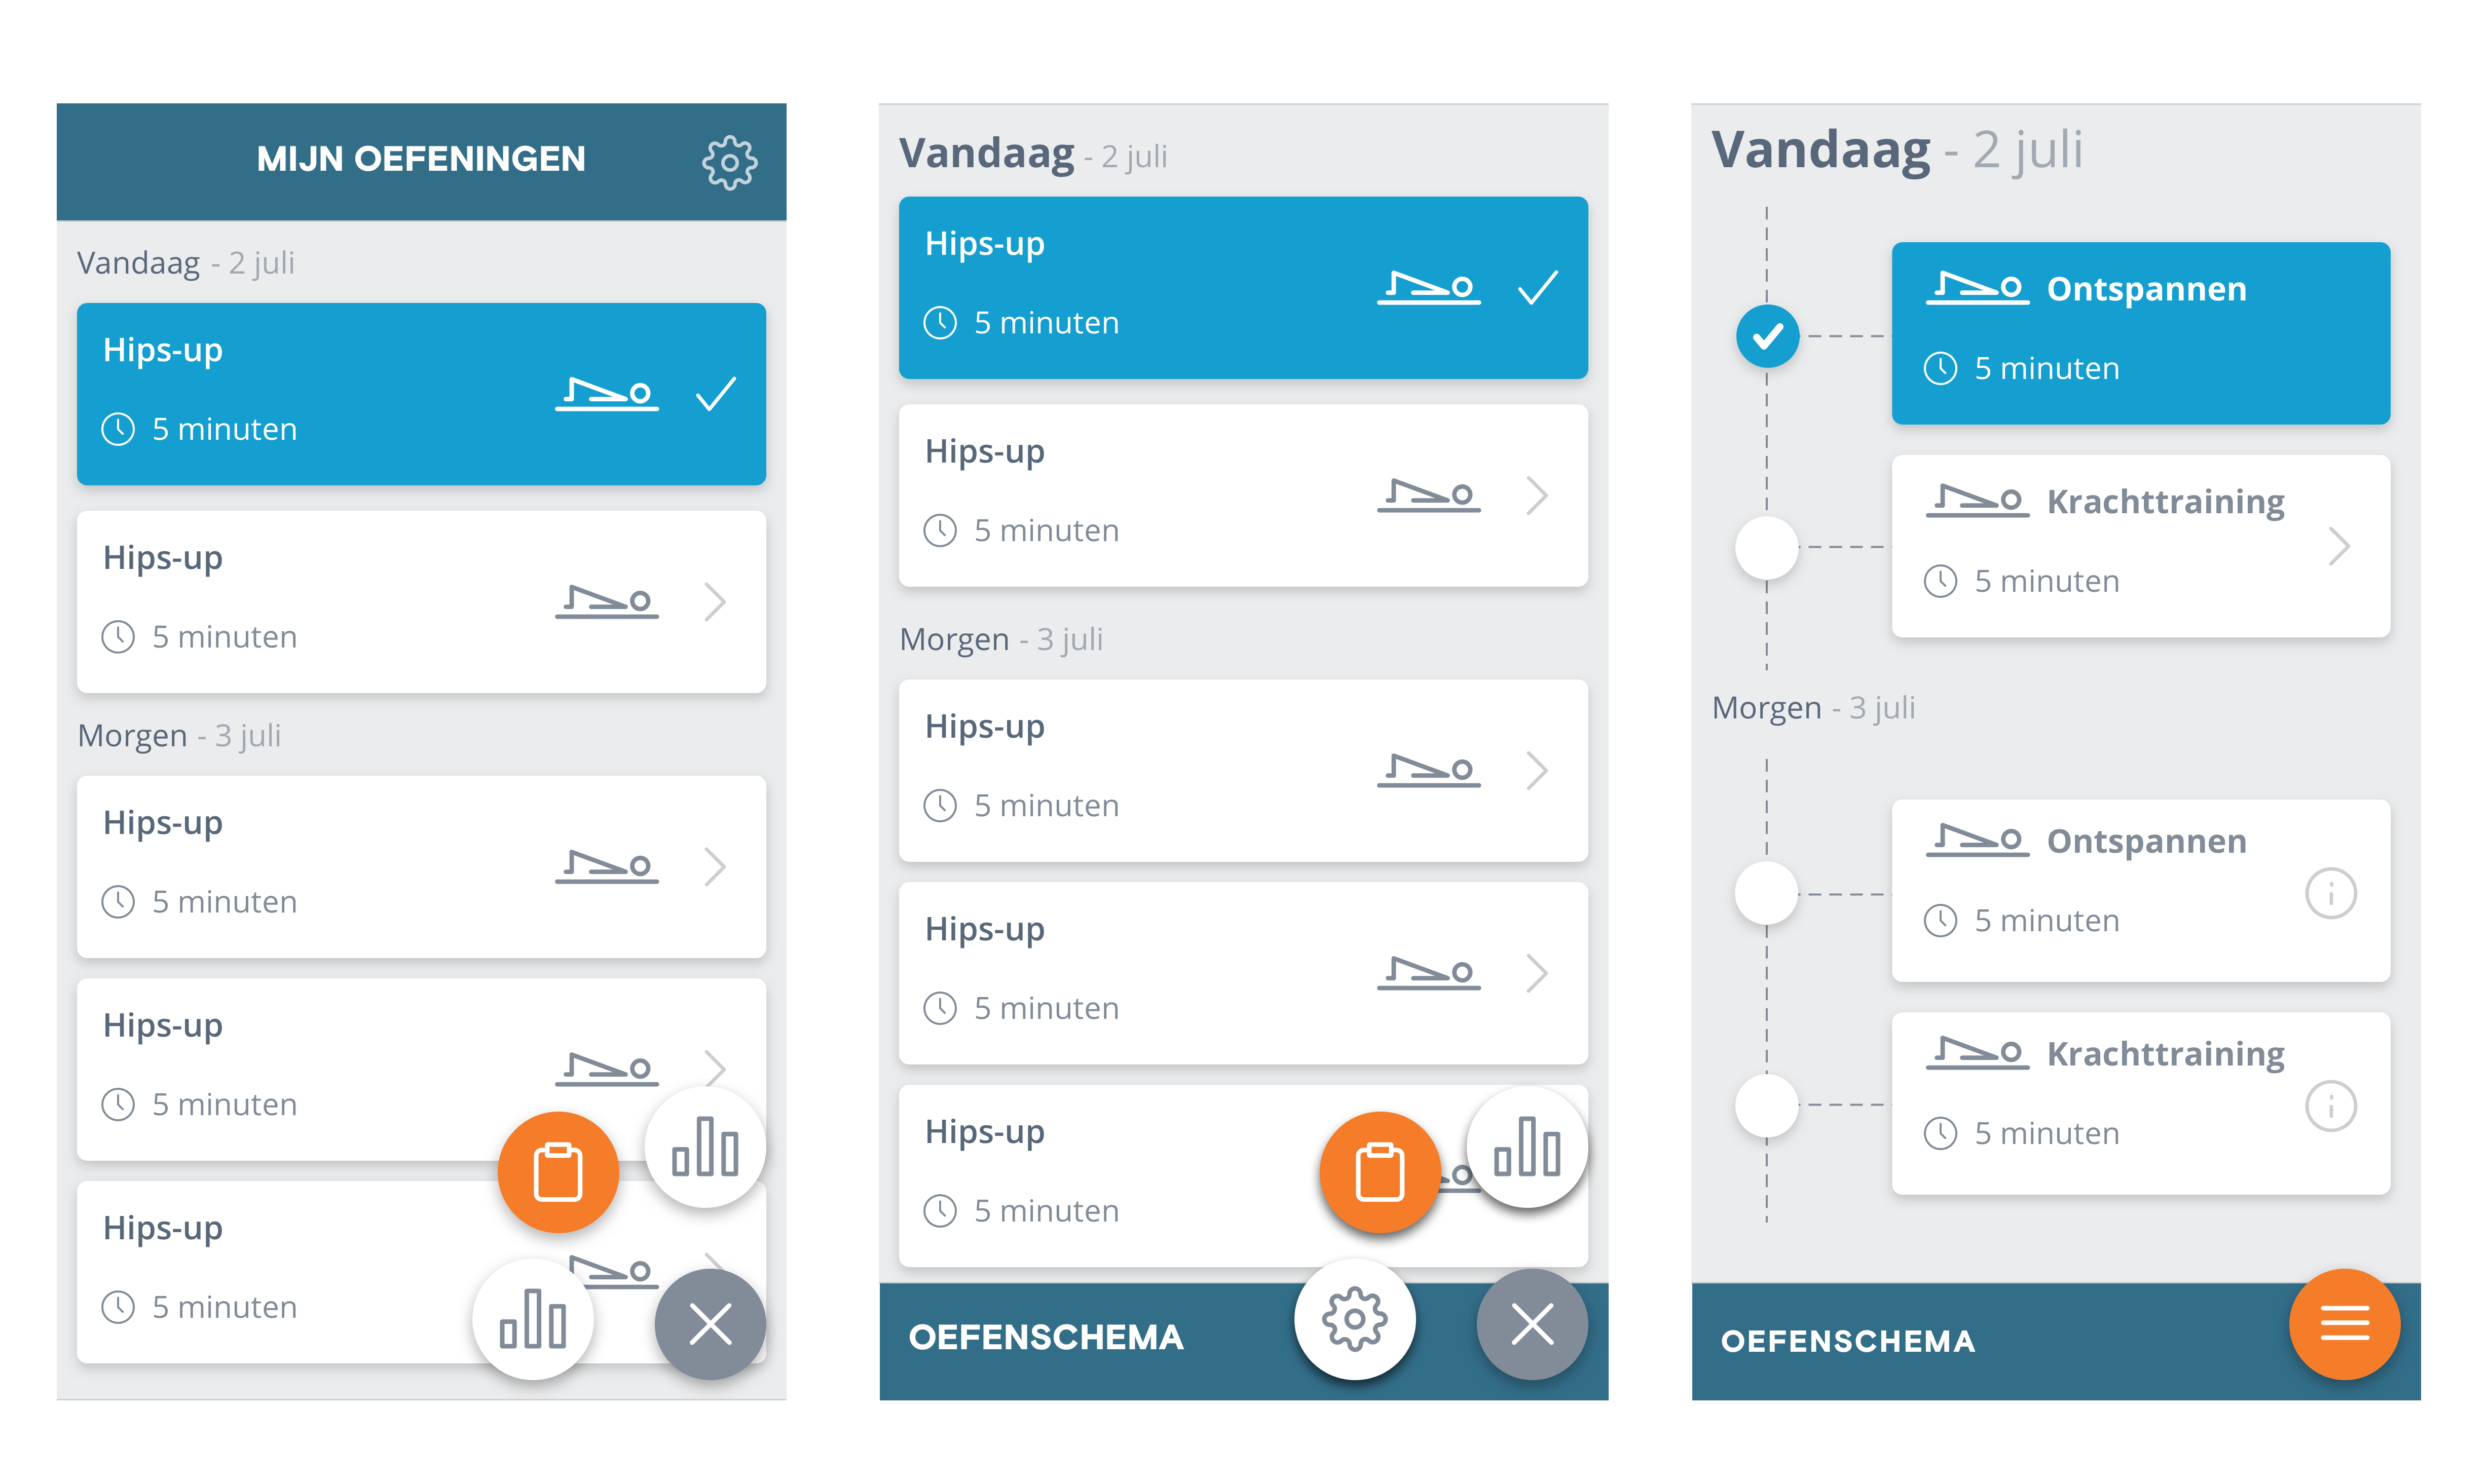 MIJN OEFENINGEN
Vandaag - 2 juli
Hips-up
5 minuten
Hips-up
5 minuten
Morgen - 3 juli
Hips-up
5 minuten
Hips-up
5 minuten
Hips-up
5 minuten
Vandaag - 2 juli
Hips-up
5 minuten
Hips-up
5 minuten
Morgen - 3 juli
Hips-up
5 minuten
Hips-up
5 minuten
Hips-up
5 minuten
OEFENSCHEMA
Vandaag - 2 juli
Ontspannen
5 minuten
Krachttraining
5 minuten
Morgen - 3 juli
Ontspannen
5 minuten
Krachttraining
5 minuten
OEFENSCHEMA